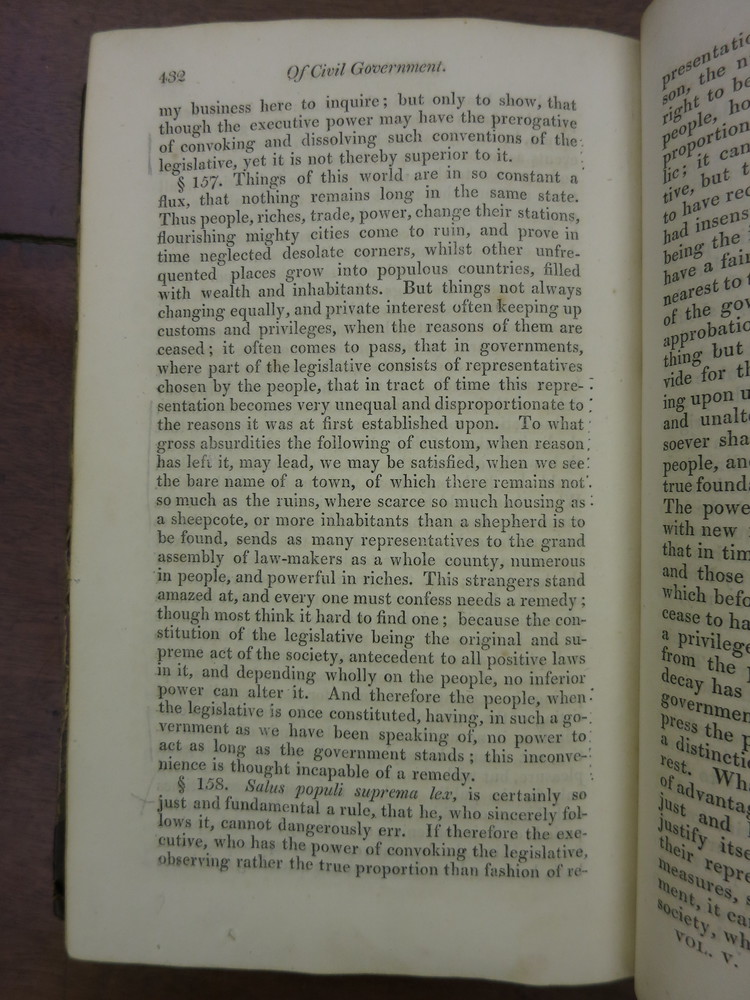 432
Of Civil Government.
my business here to inquire; but only to show, that
though the executive power may have the prerogative
of convoking and dissolving such conventions of the
legislative, yet it is not thereby superior to it.
§ 157. Things of this world are in so constant a
flux, that nothing remains long in the same state.
Thus people, riches, trade, power, change their stations,
flourishing mighty cities come to ruin, and prove in
time neglected desolate corners, whilst other unfre-
quented places grow into populous countries, filled
with wealth and inhabitants. But things not always
changing equally, and private interest often keeping up
customs and privileges, when the reasons of them are
ceased; it often comes to pass, that in governments,
where part of the legislative consists of representatives
chosen by the people, that in tract of time this repre-
sentation becomes very unequal and disproportionate to
the reasons it was at first established upon. To what
gross absurdities the following of custom, when reason
has left it, may lead, we may be satisfied, when we see
the bare name of a town, of which there remains not
so much as the ruins, where scarce so much housing as
a sheepcote, or more inhabitants than a shepherd is to
be found, sends as many representatives to the grand
assembly of law-makers as a whole county, numerous
in people, and powerful in riches. This strangers stand
amazed at, and every one must confess needs a remedy;
though most think it hard to find one; because the con-
stitution of the legislative being the original and su-
preme act of the society, antecedent to all positive laws
in it, and depending wholly on the people, no inferior
power can alter it. And therefore the people, when
the legislative is once constituted, having, in such a go-
vernment as we have been speaking of, no power to
act as long as the government stands; this inconve-
nience is thought incapable of a remedy.
§ 158. Salus populi suprema lex, is certainly so
just and fundamental a rule, that he, who sincerely fol-
lows it, cannot dangerously err. If therefore the exe-
cutive, who has the power of convoking the legislative,
observing rather the true proportion than fashion of re-
presentatio
son, the n
right to be
people, ho
proportion
lic; it can
tive, but t
to have rec
had insens
being the
have a fair
nearest to t
of the gov
approbatio
thing but
vide for th
ing upon u
and unalt
soever sha
people, an
true found
The powe
with new
that in tim
and those
which befo
cease to ha
a privilege
from the
decay has
governmen
press the p
a distincti
rest. Wha
of advantag
just and
justify itse
their repre
measures, s
ment, it ca
society, wh
VOL. V.